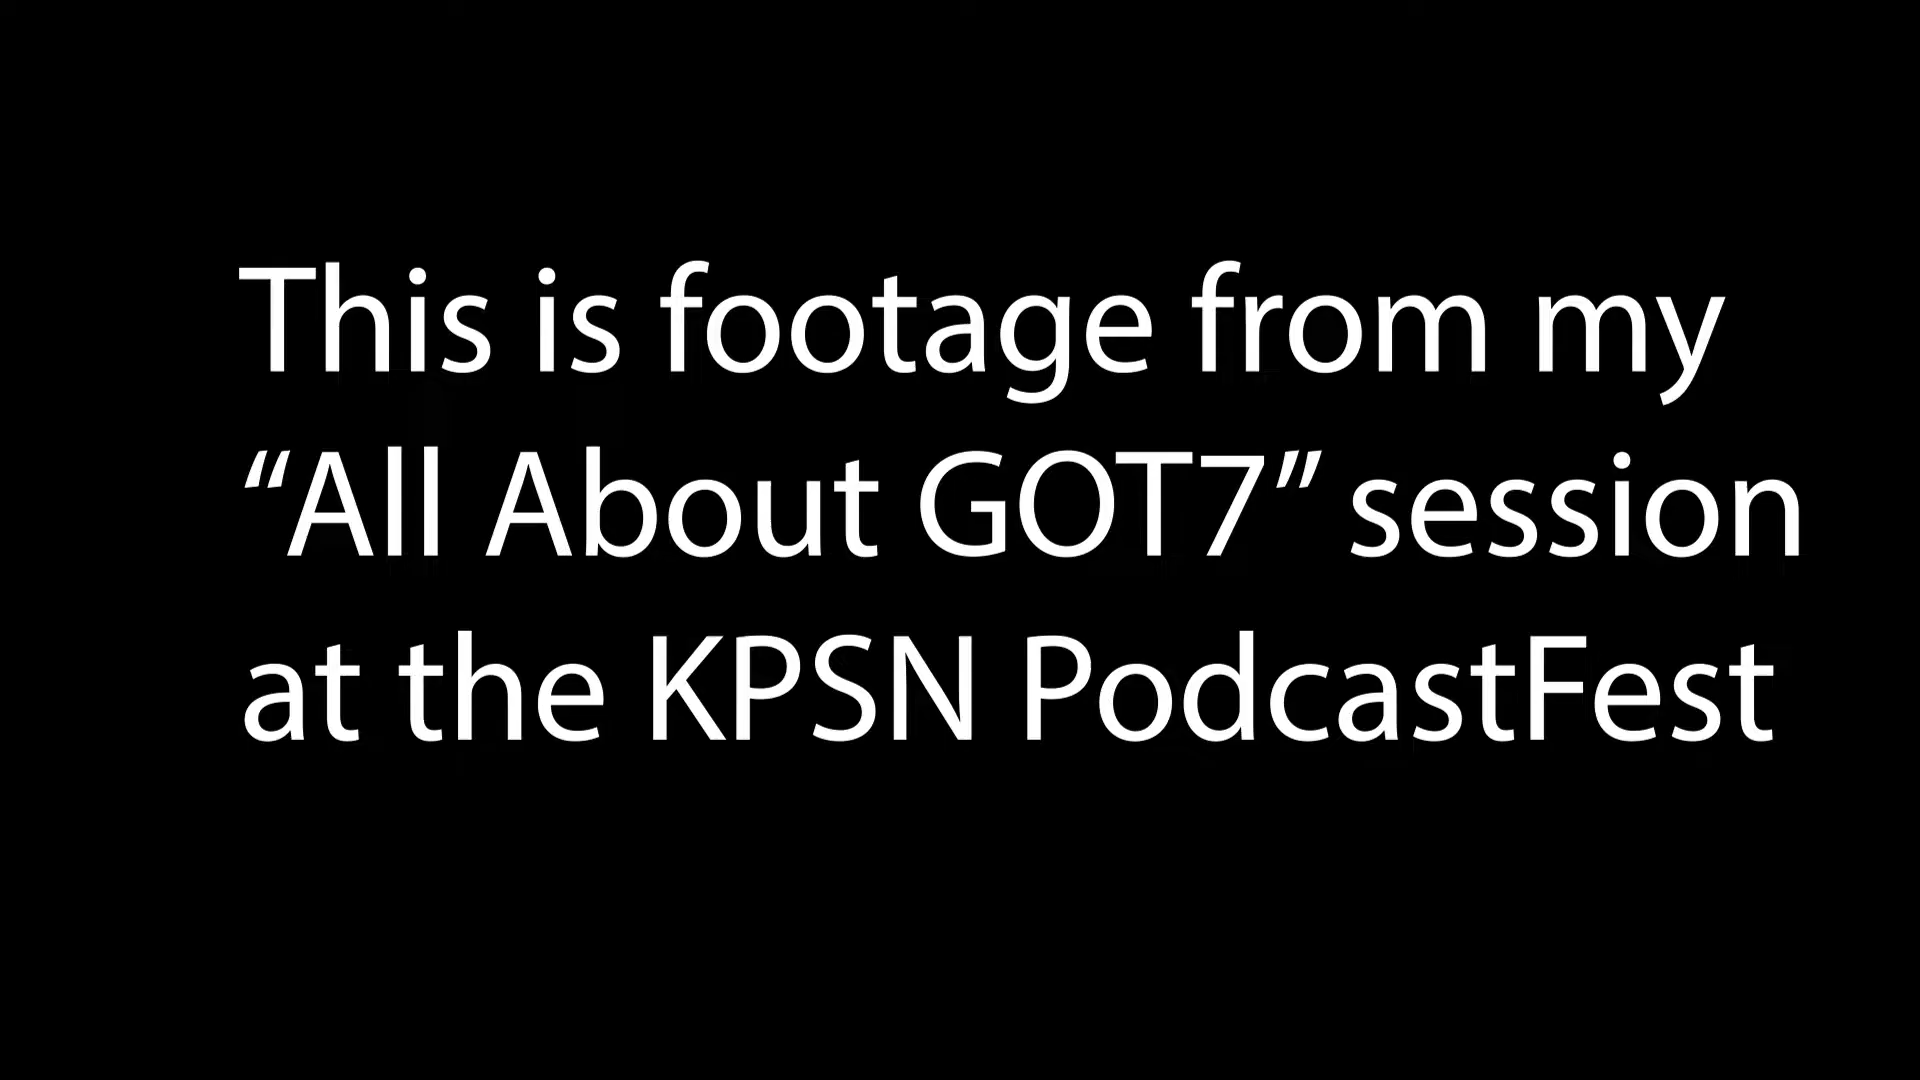 This is footage from my
“All About GOT7” session
at the KPSN PodcastFest